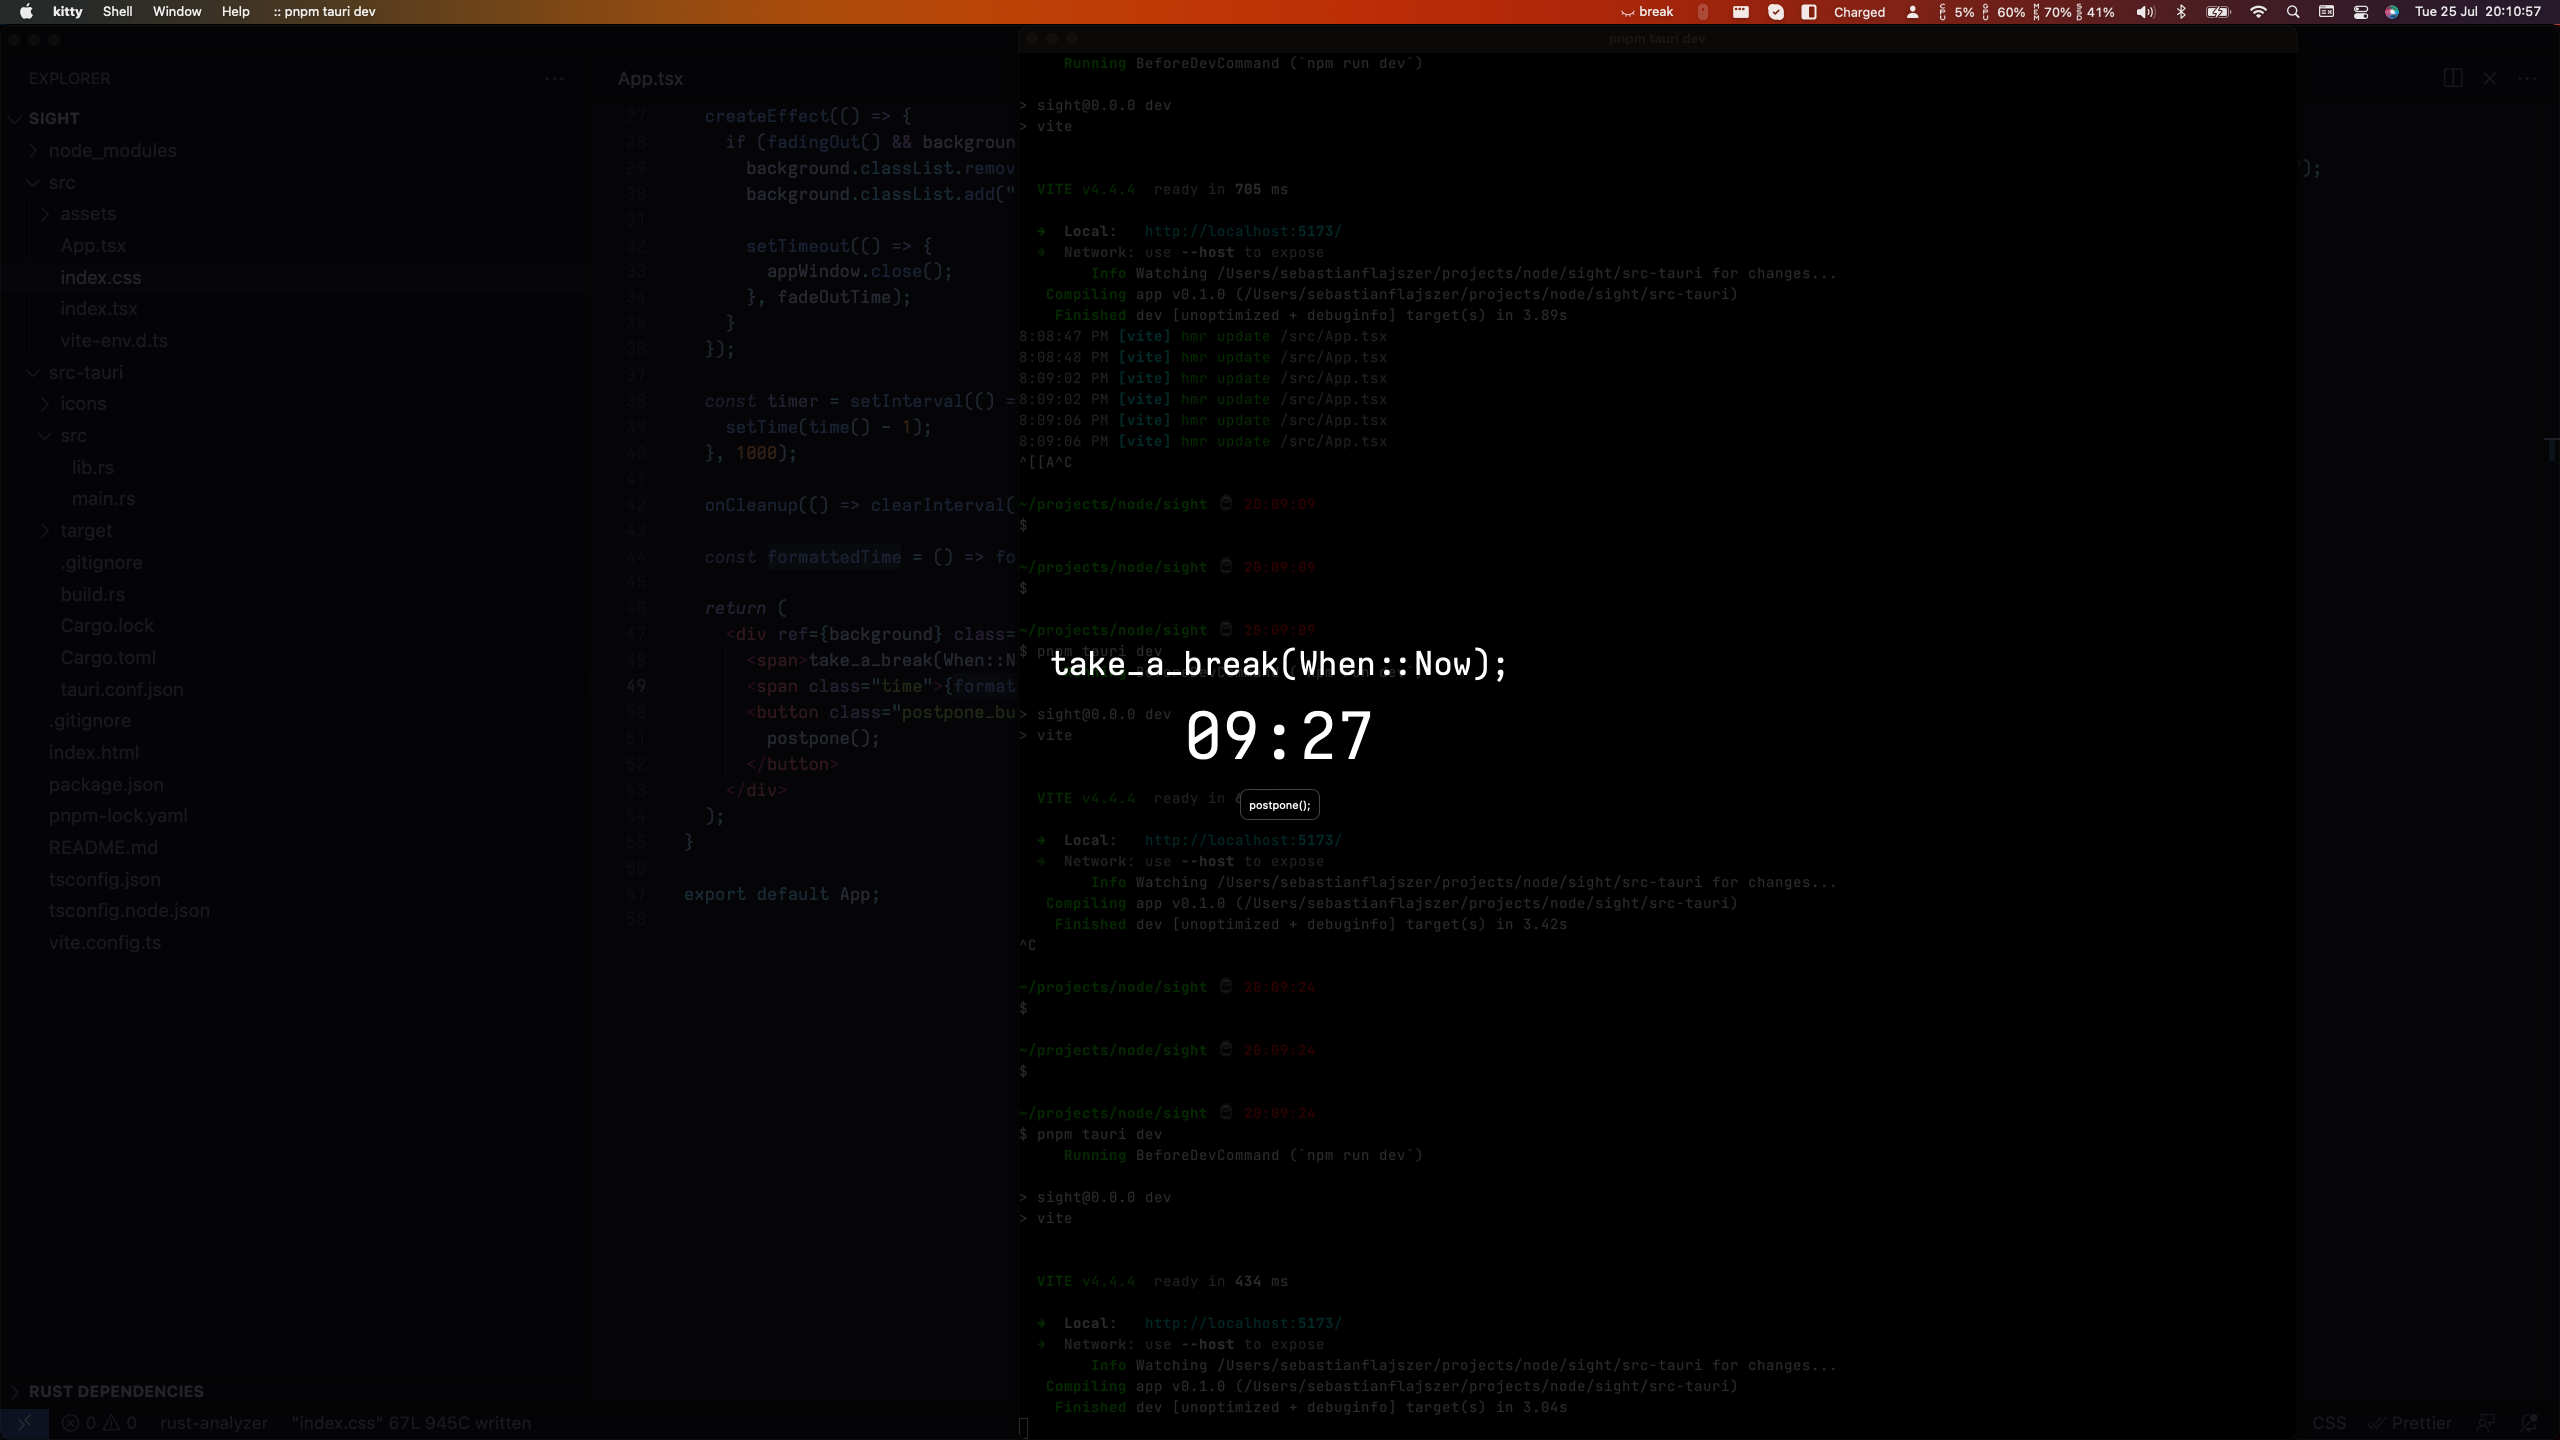 kitty Shell Window Help :: pnpm tauri dev
break Charged CPU 5% GPU 60% MEM 70% SSD 41% Tue 25 Jul 20:10:57
EXPLORER ···
SIGHT
node_modules
src
assets
App.tsx
index.css
index.tsx
vite-env.d.ts
src-tauri
icons
src
lib.rs
main.rs
target
.gitignore
build.rs
Cargo.lock
Cargo.toml
tauri.conf.json
.gitignore
index.html
package.json
pnpm-lock.yaml
README.md
tsconfig.json
tsconfig.node.json
vite.config.ts
RUST DEPENDENCIES
0 0 rust-analyzer "index.css" 67L 945C written
App.tsx
27 createEffect(() => {
28 if (fadingOut() && backgroun
29 background.classList.remov
30 background.classList.add("
31
32 setTimeout(() => {
33 appWindow.close();
34 }, fadeOutTime);
35 }
36 });
37
38 const timer = setInterval(() =
39 setTime(time() - 1);
40 }, 1000);
41
42 onCleanup(() => clearInterval(
43
44 const formattedTime = () => fo
45
46 return (
47 <div ref={background} class=
48 <span>take_a_break(When::N
49 <span class="time">{format
50 <button class="postpone_bu
51 postpone();
52 </button>
53 </div>
54 );
55 }
56
57 export default App;
58
pnpm tauri dev
Running BeforeDevCommand (`npm run dev`)
> sight@0.0.0 dev
> vite
VITE v4.4.4 ready in 705 ms
➜ Local: http://localhost:5173/
➜ Network: use --host to expose
Info Watching /Users/sebastianflajszer/projects/node/sight/src-tauri for changes...
Compiling app v0.1.0 (/Users/sebastianflajszer/projects/node/sight/src-tauri)
Finished dev [unoptimized + debuginfo] target(s) in 3.89s
8:08:47 PM [vite] hmr update /src/App.tsx
8:08:48 PM [vite] hmr update /src/App.tsx
8:09:02 PM [vite] hmr update /src/App.tsx
8:09:02 PM [vite] hmr update /src/App.tsx
8:09:06 PM [vite] hmr update /src/App.tsx
8:09:06 PM [vite] hmr update /src/App.tsx
^[[A^C
~/projects/node/sight 20:09:09
$
~/projects/node/sight 20:09:09
$
~/projects/node/sight 20:09:09
$ pnpm tauri dev
take_a_break(When::Now);
> sight@0.0.0 dev
> vite
09:27
VITE v4.4.4 ready in
postpone();
➜ Local: http://localhost:5173/
➜ Network: use --host to expose
Info Watching /Users/sebastianflajszer/projects/node/sight/src-tauri for changes...
Compiling app v0.1.0 (/Users/sebastianflajszer/projects/node/sight/src-tauri)
Finished dev [unoptimized + debuginfo] target(s) in 3.42s
^C
~/projects/node/sight 20:09:24
$
~/projects/node/sight 20:09:24
$
~/projects/node/sight 20:09:24
$ pnpm tauri dev
Running BeforeDevCommand (`npm run dev`)
> sight@0.0.0 dev
> vite
VITE v4.4.4 ready in 434 ms
➜ Local: http://localhost:5173/
➜ Network: use --host to expose
Info Watching /Users/sebastianflajszer/projects/node/sight/src-tauri for changes...
Compiling app v0.1.0 (/Users/sebastianflajszer/projects/node/sight/src-tauri)
Finished dev [unoptimized + debuginfo] target(s) in 3.04s
);
CSS Prettier